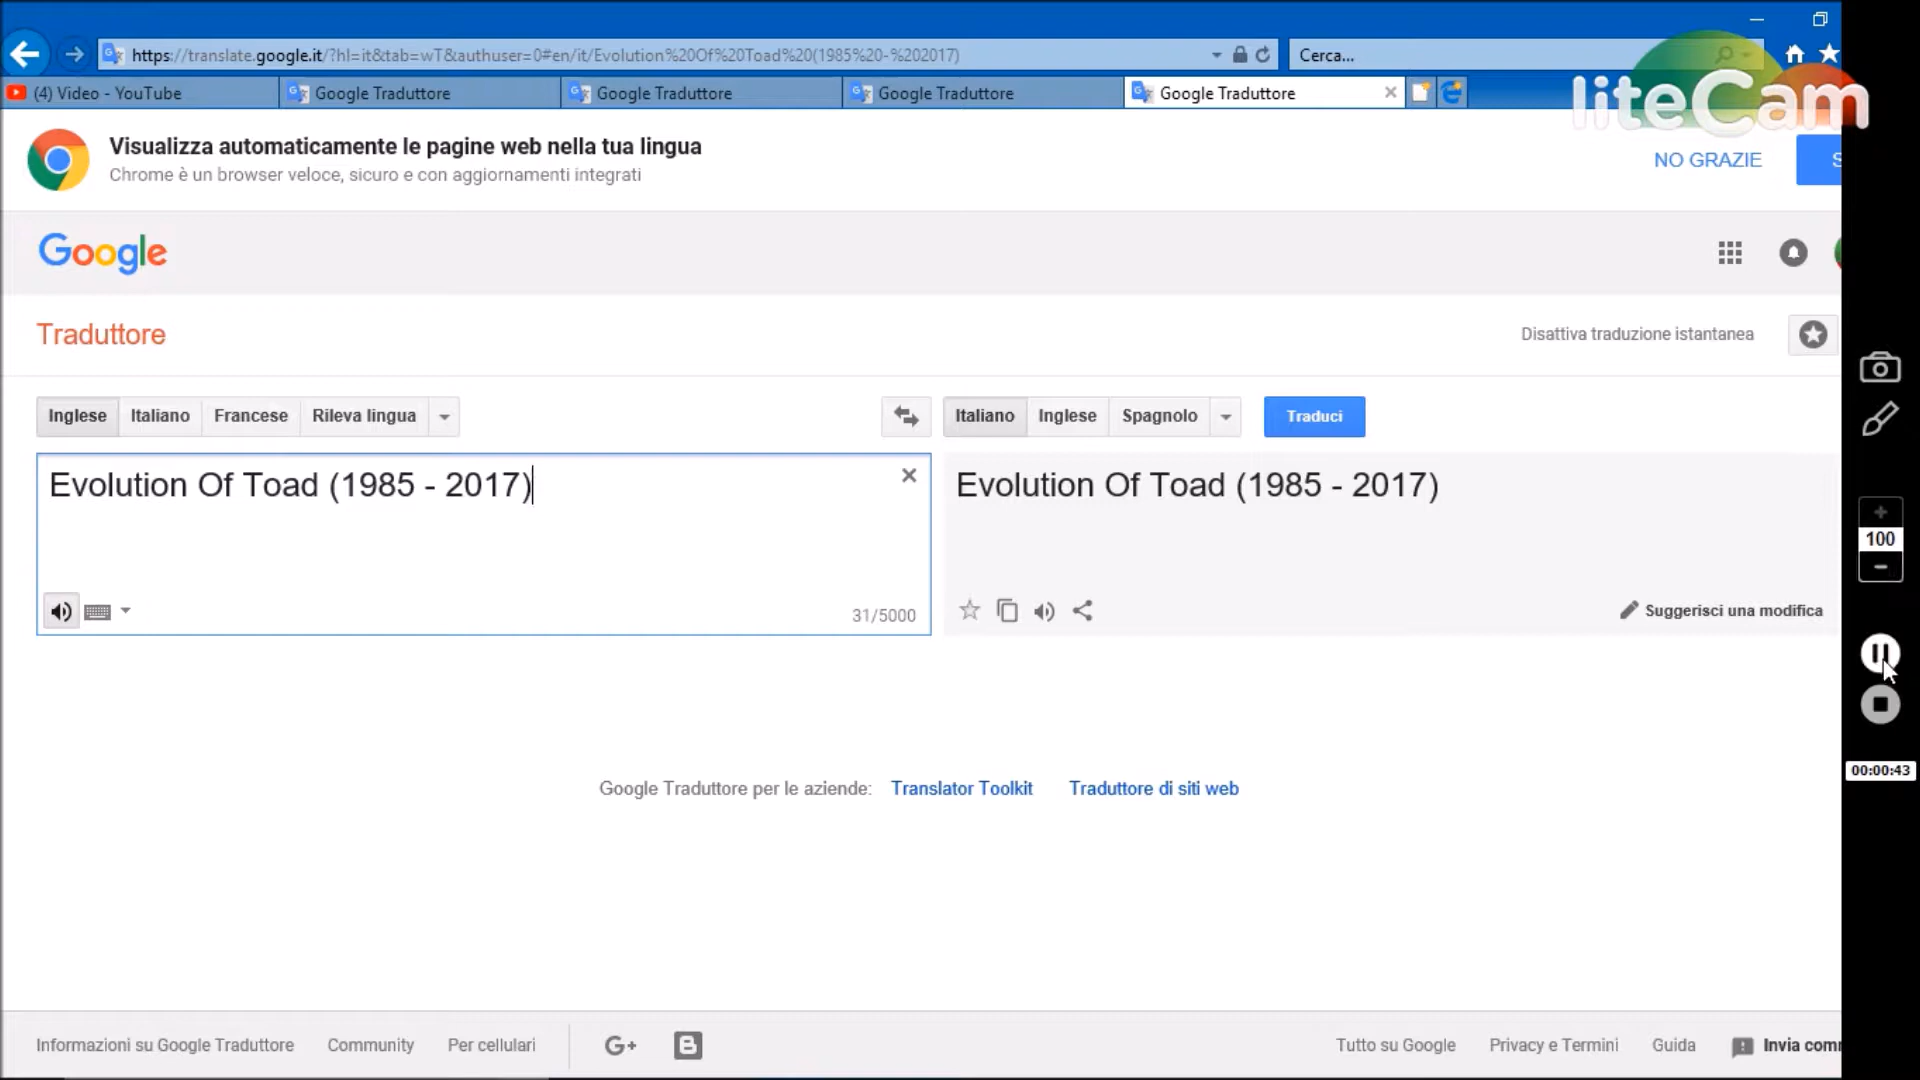 https://translate.google.it/?hl=it&tab=wT&authuser=0#en/it/Evolution%20Of%20Toad%20(1985%20-%202017)
Cerca...
(4) Video - YouTube
Google Traduttore
Google Traduttore
Google Traduttore
Google Traduttore
liteCam
Visualizza automaticamente le pagine web nella tua lingua
Chrome è un browser veloce, sicuro e con aggiornamenti integrati
NO GRAZIE
S
Google
Traduttore
Disattiva traduzione istantanea
Inglese Italiano Francese Rileva lingua
Italiano Inglese Spagnolo
Traduci
Evolution Of Toad (1985 - 2017)
Evolution Of Toad (1985 - 2017)
31/5000
Suggerisci una modifica
100
00:00:43
Google Traduttore per le aziende: Translator Toolkit Traduttore di siti web
Informazioni su Google Traduttore Community Per cellulari G+ B
Tutto su Google Privacy e Termini Guida Invia com